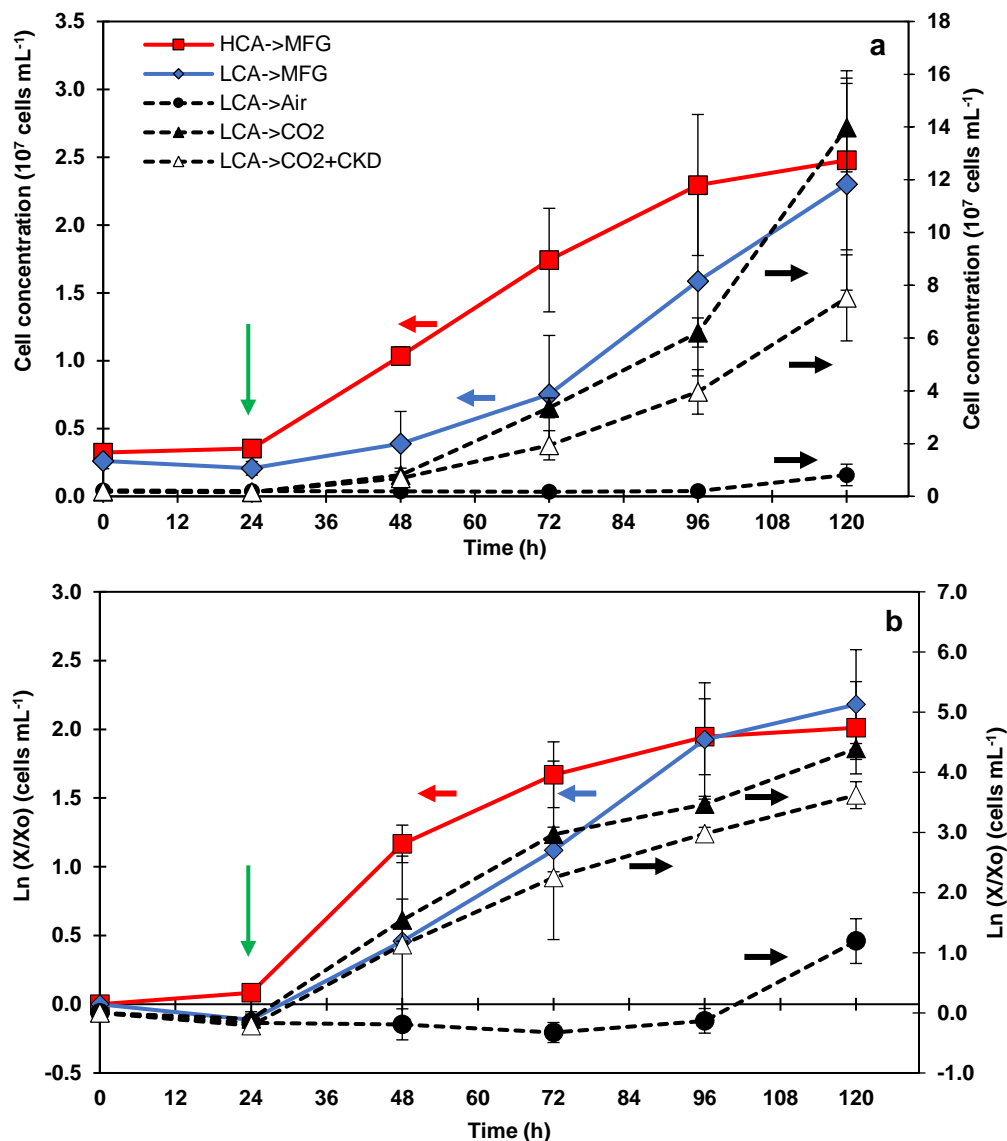 a
HCA->MFG
LCA->MFG
LCA->Air
LCA->CO2
LCA->CO2+CKD
Cell concentration (10⁷ cells mL⁻¹)
3.5
3.0
2.5
2.0
1.5
1.0
0.5
0.0
18
16
14
12
10
8
6
4
2
0
Cell concentration (10⁷ cells mL⁻¹)
0 12 24 36 48 60 72 84 96 108 120
Time (h)
b
Ln (X/Xo) (cells mL⁻¹)
3.0
2.5
2.0
1.5
1.0
0.5
0.0
-0.5
7.0
6.0
5.0
4.0
3.0
2.0
1.0
0.0
-1.0
Ln (X/Xo) (cells mL⁻¹)
0 12 24 36 48 60 72 84 96 108 120
Time (h)